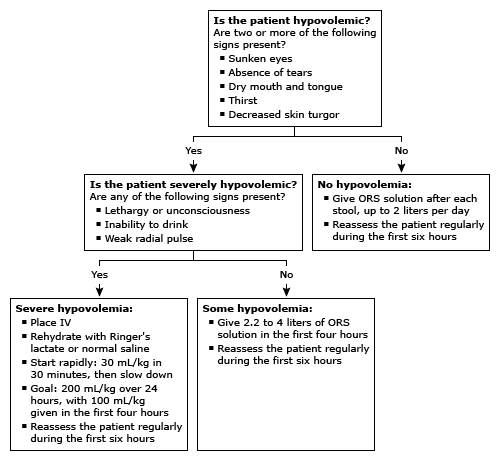 Is the patient hypovolemic?
Are two or more of the following
signs present?
▪ Sunken eyes
▪ Absence of tears
▪ Dry mouth and tongue
▪ Thirst
▪ Decreased skin turgor
Yes
No
Is the patient severely hypovolemic?
Are any of the following signs present?
▪ Lethargy or unconsciousness
▪ Inability to drink
▪ Weak radial pulse
No hypovolemia:
▪ Give ORS solution after each
stool, up to 2 liters per day
▪ Reassess the patient regularly
during the first six hours
Yes
No
Severe hypovolemia:
▪ Place IV
▪ Rehydrate with Ringer's
lactate or normal saline
▪ Start rapidly: 30 mL/kg in
30 minutes, then slow down
▪ Goal: 200 mL/kg over 24
hours, with 100 mL/kg
given in the first four hours
▪ Reassess the patient regularly
during the first six hours
Some hypovolemia:
▪ Give 2.2 to 4 liters of ORS
solution in the first four hours
▪ Reassess the patient regularly
during the first six hours